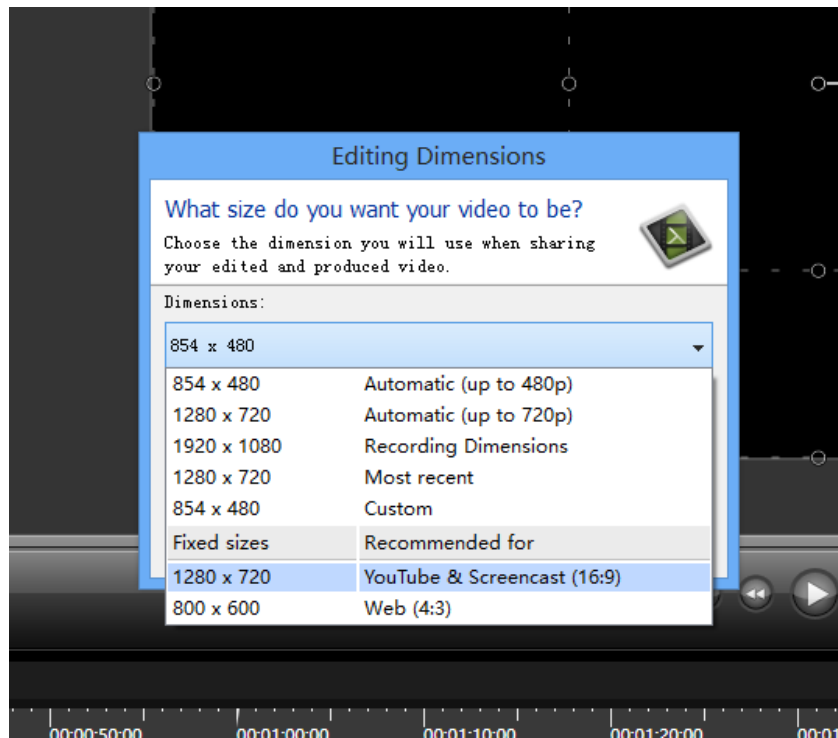 Editing Dimensions
What size do you want your video to be?
Choose the dimension you will use when sharing
your edited and produced video.
Dimensions:
854 x 480
854 x 480 Automatic (up to 480p)
1280 x 720 Automatic (up to 720p)
1920 x 1080 Recording Dimensions
1280 x 720 Most recent
854 x 480 Custom
Fixed sizes Recommended for
1280 x 720 YouTube & Screencast (16:9)
800 x 600 Web (4:3)
00:00:50:00 00:01:00:00 00:01:10:00 00:01:20:00